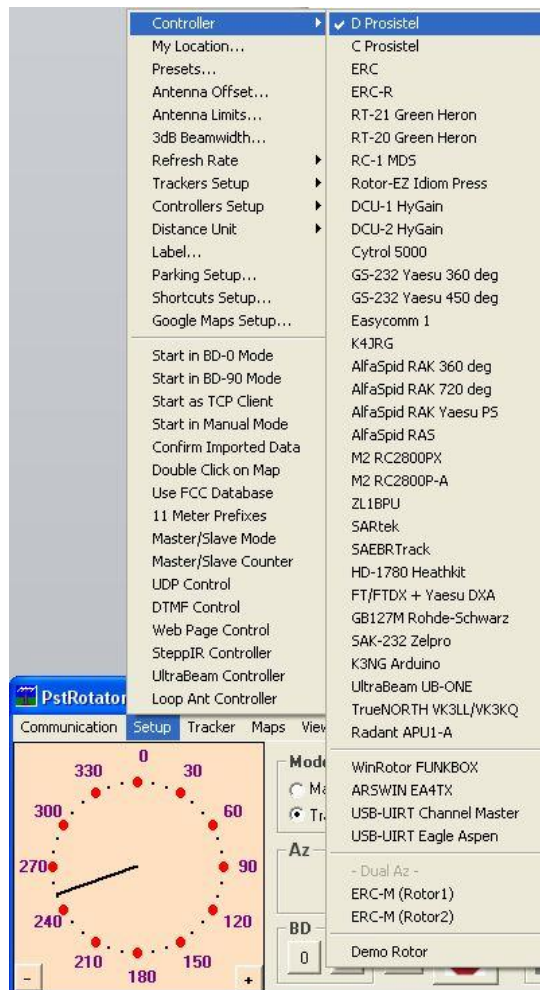 Controller
My Location...
Presets...
Antenna Offset...
Antenna Limits...
3dB Beamwidth...
Refresh Rate
Trackers Setup
Controllers Setup
Distance Unit
Label...
Parking Setup...
Shortcuts Setup...
Google Maps Setup...
Start in BD-0 Mode
Start in BD-90 Mode
Start as TCP Client
Start in Manual Mode
Confirm Imported Data
Double Click on Map
Use FCC Database
11 Meter Prefixes
Master/Slave Mode
Master/Slave Counter
UDP Control
DTMF Control
Web Page Control
SteppIR Controller
UltraBeam Controller
Loop Ant Controller
D Prosistel
C Prosistel
ERC
ERC-R
RT-21 Green Heron
RT-20 Green Heron
RC-1 MDS
Rotor-EZ Idiom Press
DCU-1 HyGain
DCU-2 HyGain
Cytrol 5000
GS-232 Yaesu 360 deg
GS-232 Yaesu 450 deg
Easycomm 1
K4JRG
AlfaSpid RAK 360 deg
AlfaSpid RAK 720 deg
AlfaSpid RAK Yaesu PS
AlfaSpid RAS
M2 RC2800PX
M2 RC2800P-A
ZL1BPU
SARtek
SAEBRTrack
HD-1780 Heathkit
FT/FTDX + Yaesu DXA
GB127M Rohde-Schwarz
SAK-232 Zelpro
K3NG Arduino
UltraBeam UB-ONE
TrueNORTH VK3LL/VK3KQ
Radant APU1-A
WinRotor FUNKBOX
ARSWIN EA4TX
USB-UIRT Channel Master
USB-UIRT Eagle Aspen
- Dual Az -
ERC-M (Rotor1)
ERC-M (Rotor2)
Demo Rotor
PstRotator
Communication Setup Tracker Maps
0
330 30
300 60
270 90
240 120
210 150
180
- +
Az
BD
0